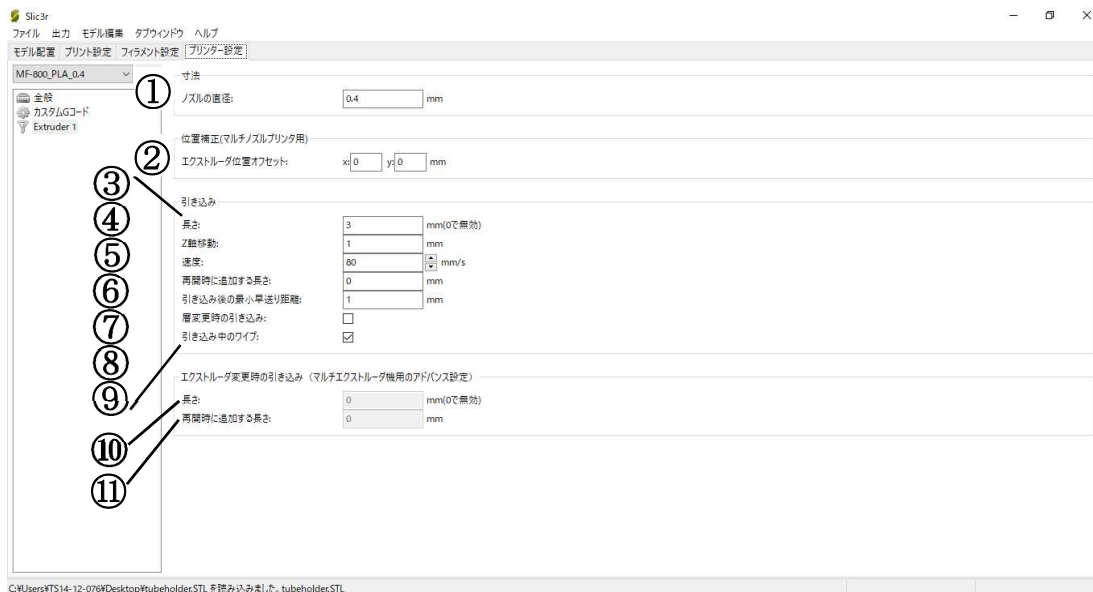 Slic3r
ファイル 出力 モデル編集 タブウィンドウ ヘルプ
モデル配置 プリント設定 フィラメント設定 プリンター設定
MF-800_PLA_0.4
全般
カスタムGコード
Extruder 1
① 寸法
ノズルの直径: 0.4 mm
位置補正(マルチノズルプリンタ用)
② エクストルーダ位置オフセット: x: 0 y: 0 mm
③ 引き込み
④ 長さ: 3 mm(0で無効)
Z軸移動: 1 mm
⑤ 速度: 80 mm/s
⑥ 再開時に追加する長さ: 0 mm
引き込み後の最小早送り距離: 1 mm
⑦ 層変更時の引き込み:
引き込み中のワイプ:
⑧ エクストルーダ変更時の引き込み（マルチエクストルーダ機用のアドバンス設定）
⑨ 長さ: 0 mm(0で無効)
再開時に追加する長さ: 0 mm
⑩
⑪
C:¥Users¥TS14-12-076¥Desktop¥tubeholder.STL を読み込みました。tubeholder.STL